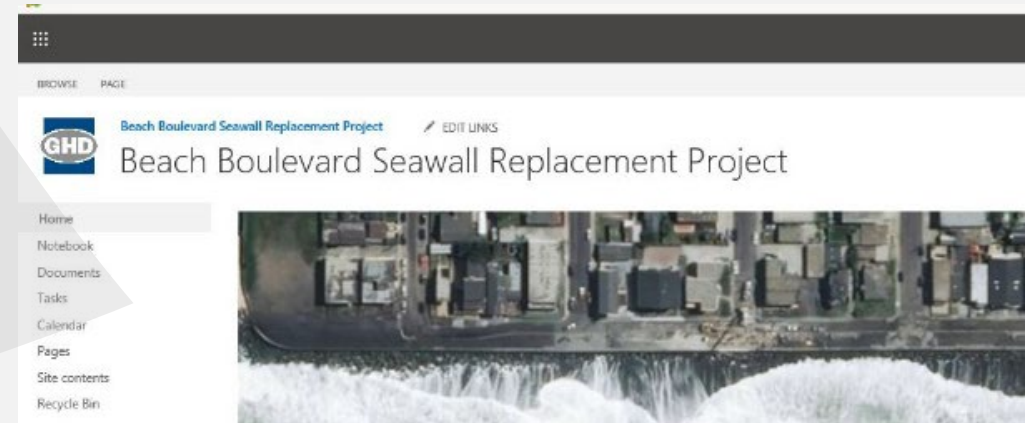 BROWSE PAGE
GHD
Beach Boulevard Seawall Replacement Project EDIT LINKS
Beach Boulevard Seawall Replacement Project
Home
Notebook
Documents
Tasks
Calendar
Pages
Site contents
Recycle Bin